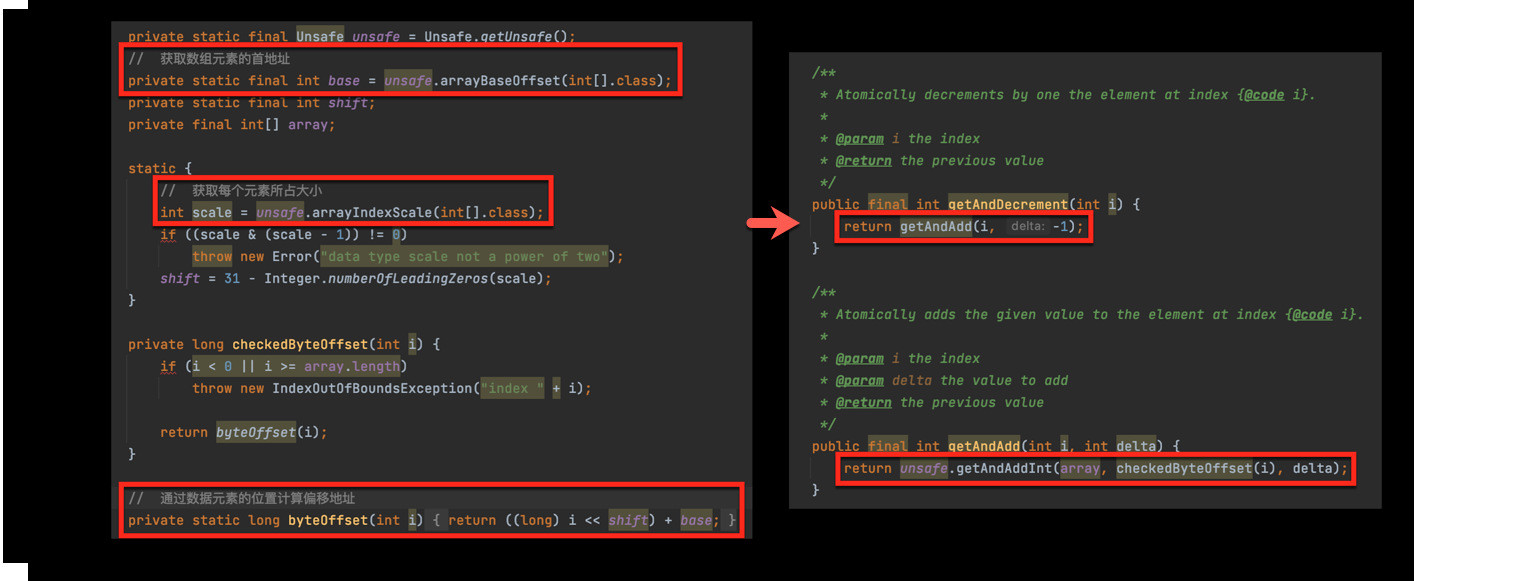 private static final Unsafe unsafe = Unsafe.getUnsafe();
// 获取数组元素的首地址
private static final int base = unsafe.arrayBaseOffset(int[].class);
private static final int shift;
private final int[] array;
static {
// 获取每个元素所占大小
int scale = unsafe.arrayIndexScale(int[].class);
if ((scale & (scale - 1)) != 0)
throw new Error("data type scale not a power of two");
shift = 31 - Integer.numberOfLeadingZeros(scale);
}
private long checkedByteOffset(int i) {
if (i < 0 || i >= array.length)
throw new IndexOutOfBoundsException("index " + i);
return byteOffset(i);
}
// 通过数据元素的位置计算偏移地址
private static long byteOffset(int i) { return ((long) i << shift) + base; }
/**
* Atomically decrements by one the element at index {@code i}.
*
* @param i the index
* @return the previous value
*/
public final int getAndDecrement(int i) {
return getAndAdd(i, delta: -1);
}
/**
* Atomically adds the given value to the element at index {@code i}.
*
* @param i the index
* @param delta the value to add
* @return the previous value
*/
public final int getAndAdd(int i, int delta) {
return unsafe.getAndAddInt(array, checkedByteOffset(i), delta);
}